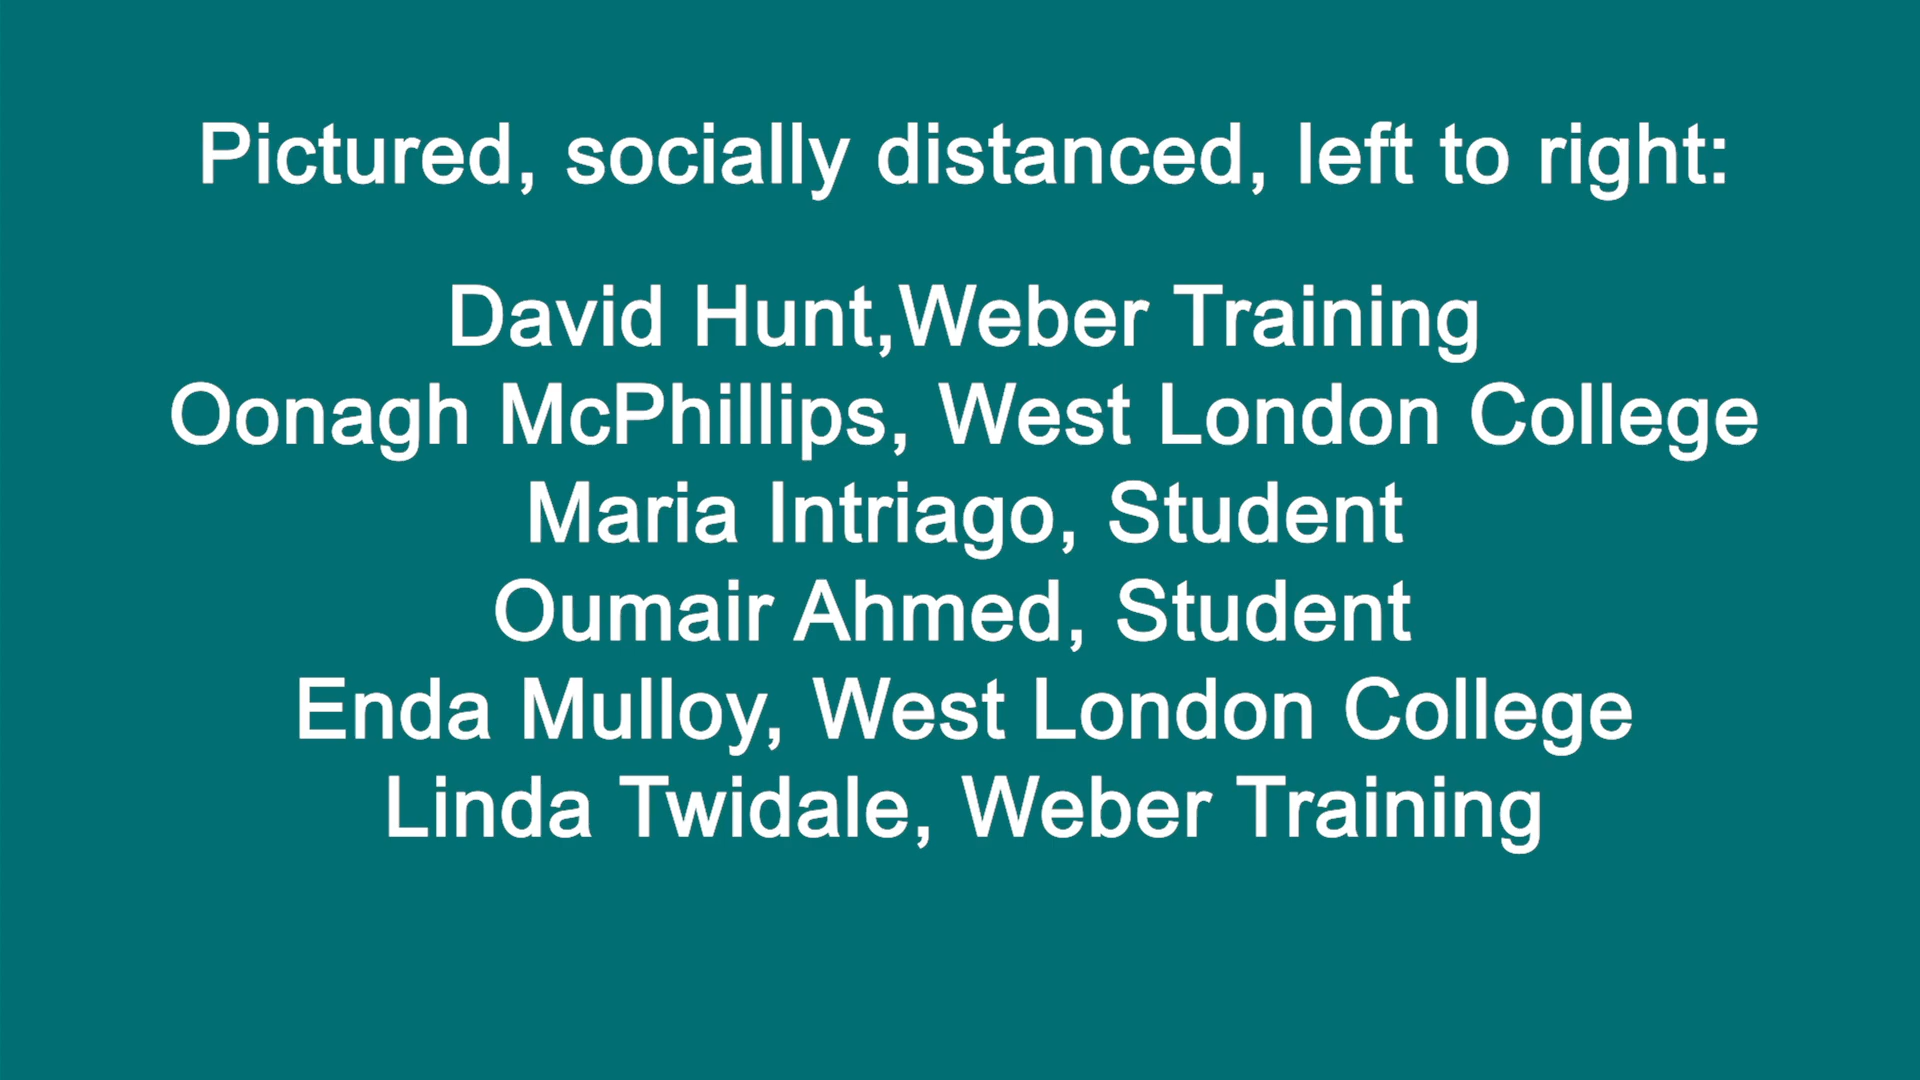 Pictured, socially distanced, left to right:
David Hunt,Weber Training
Oonagh McPhillips, West London College
Maria Intriago, Student
Oumair Ahmed, Student
Enda Mulloy, West London College
Linda Twidale, Weber Training